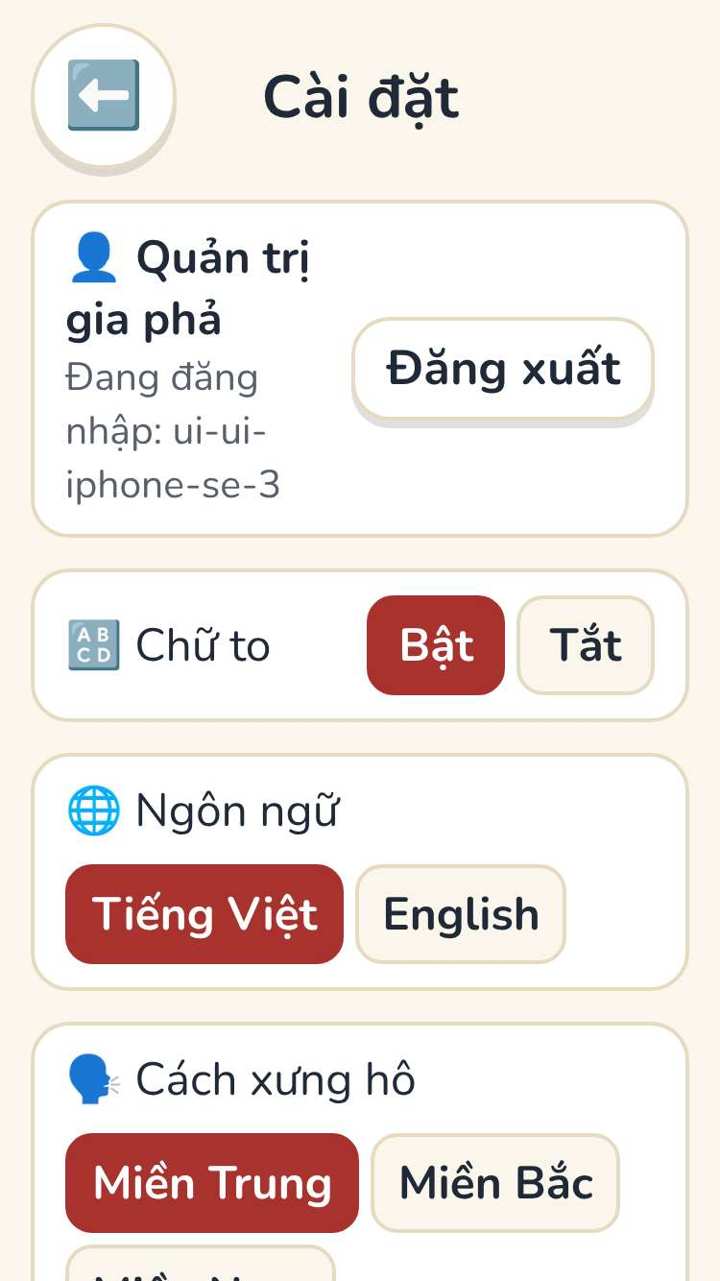 Cài đặt
Quản trị
gia phả
Đang đăng
nhập: ui-ui-
iphone-se-3
Đăng xuất
Chữ to
Bật
Tắt
Ngôn ngữ
Tiếng Việt
English
Cách xưng hô
Miền Trung
Miền Bắc